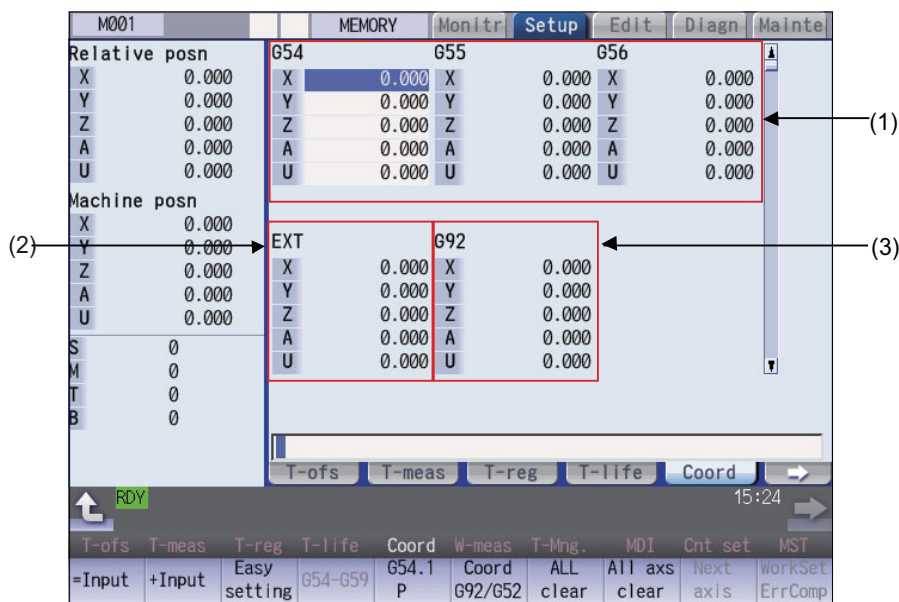 M001 MEMORY Monitr Setup Edit Diagn Mainte
Relative posn
X 0.000
Y 0.000
Z 0.000
A 0.000
U 0.000
Machine posn
X 0.000
Y 0.000
Z 0.000
A 0.000
U 0.000
S 0
M 0
T 0
B 0
G54 G55 G56
X 0.000 X 0.000 X 0.000
Y 0.000 Y 0.000 Y 0.000
Z 0.000 Z 0.000 Z 0.000
A 0.000 A 0.000 A 0.000
U 0.000 U 0.000 U 0.000
(1)
EXT G92
X 0.000 X 0.000
Y 0.000 Y 0.000
Z 0.000 Z 0.000
A 0.000 A 0.000
U 0.000 U 0.000
(2)
(3)
T-ofs T-meas T-reg T-life Coord
RDY 15:24
T-ofs T-meas T-reg T-life Coord W-meas T-Mng. MDI Cnt set MST
=Input +Input Easy setting G54-G59 G54.1 P Coord G92/G52 ALL clear All axs clear Next axis WorkSet ErrComp